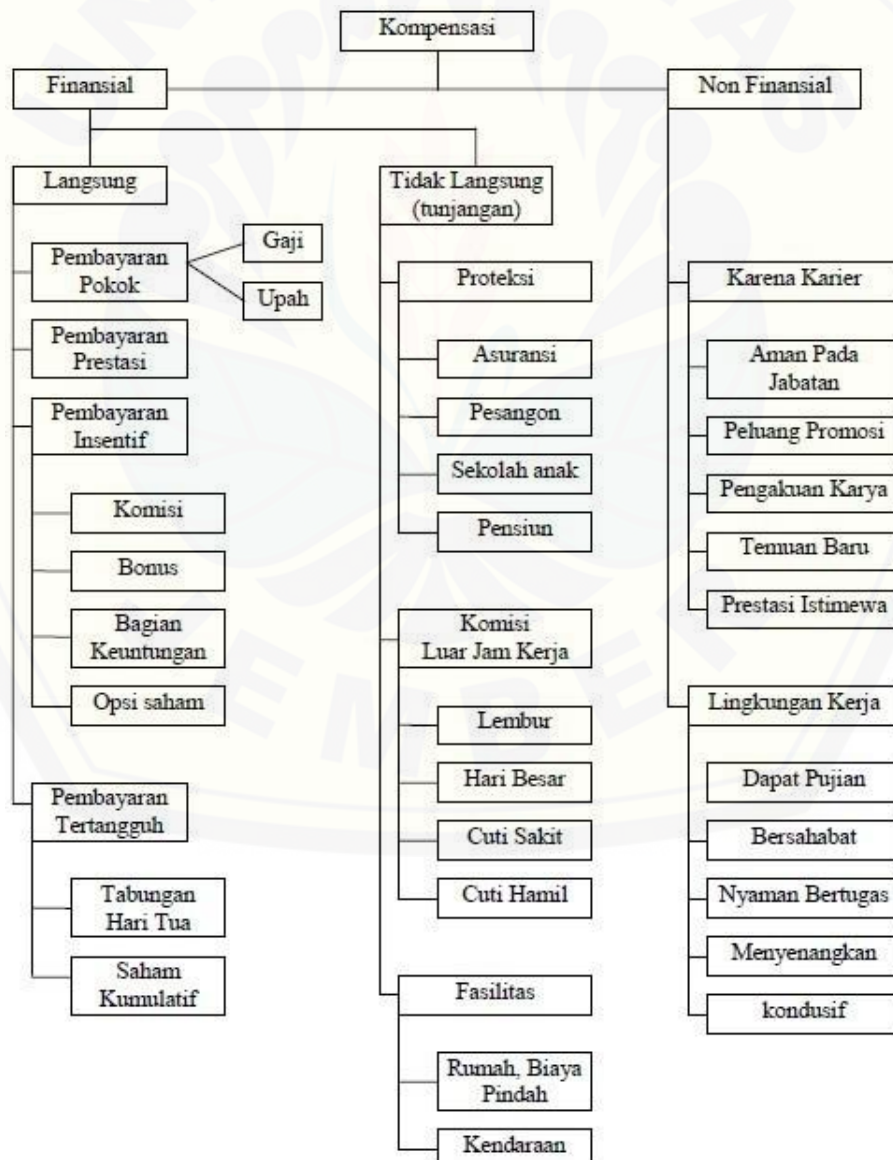 Kompensasi
Finansial
Non Finansial
Langsung
Tidak Langsung
(tunjangan)
Pembayaran
Pokok
Gaji
Upah
Pembayaran
Prestasi
Pembayaran
Insentif
Komisi
Bonus
Bagian
Keuntungan
Opsi saham
Pembayaran
Tertangguh
Tabungan
Hari Tua
Saham
Kumulatif
Proteksi
Asuransi
Pesangon
Sekolah anak
Pensiun
Komisi
Luar Jam Kerja
Lembur
Hari Besar
Cuti Sakit
Cuti Hamil
Fasilitas
Rumah, Biaya
Pindah
Kendaraan
Karena Karier
Aman Pada
Jabatan
Peluang Promosi
Pengakuan Karya
Temuan Baru
Prestasi Istimewa
Lingkungan Kerja
Dapat Pujian
Bersahabat
Nyaman Bertugas
Menyenangkan
kondusif